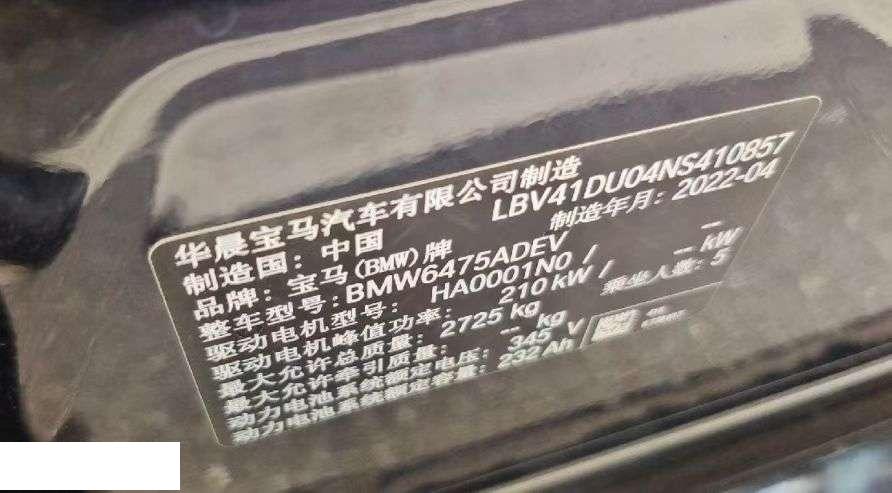 华晨宝马汽车有限公司制造
LBV41DU04NS410857
制造国：中国
制造年月：2022-04
品牌：宝马(BMW)牌
整车型号：BMW6475ADEV
驱动电机型号：HA0001N0 / --
驱动电机峰值功率：210 kW / -- kW
最大允许总质量：2725 kg
乘坐人数：5
最大允许牵引质量：-- kg
动力电池系统额定电压：345 V
动力电池系统额定容量：232 Ah